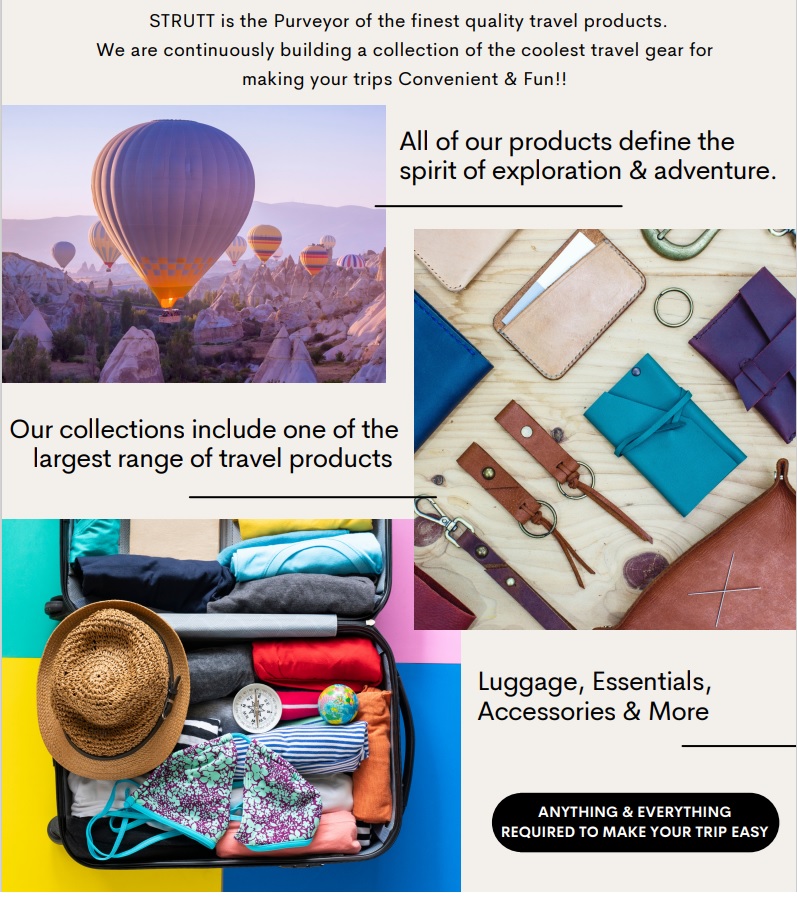 STRUTT is the Purveyor of the finest quality travel products.
We are continuously building a collection of the coolest travel gear for
making your trips Convenient & Fun!!
All of our products define the
spirit of exploration & adventure.
Our collections include one of the
largest range of travel products
Luggage, Essentials,
Accessories & More
ANYTHING & EVERYTHING
REQUIRED TO MAKE YOUR TRIP EASY